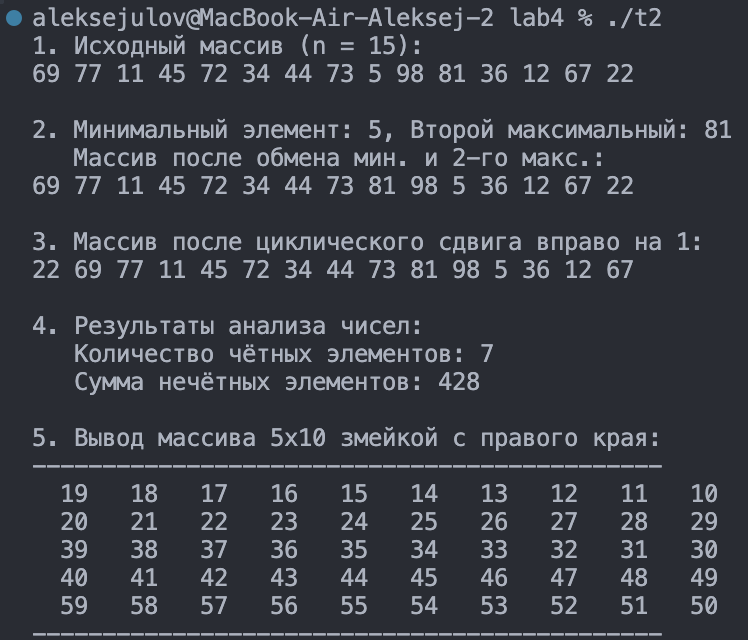 aleksejulov@MacBook-Air-Aleksej-2 lab4 % ./t2
1. Исходный массив (n = 15):
69 77 11 45 72 34 44 73 5 98 81 36 12 67 22
2. Минимальный элемент: 5, Второй максимальный: 81
Массив после обмена мин. и 2-го макс.:
69 77 11 45 72 34 44 73 81 98 5 36 12 67 22
3. Массив после циклического сдвига вправо на 1:
22 69 77 11 45 72 34 44 73 81 98 5 36 12 67
4. Результаты анализа чисел:
Количество чётных элементов: 7
Сумма нечётных элементов: 428
5. Вывод массива 5x10 змейкой с правого края:
---------------------------------------------
19 18 17 16 15 14 13 12 11 10
20 21 22 23 24 25 26 27 28 29
39 38 37 36 35 34 33 32 31 30
40 41 42 43 44 45 46 47 48 49
59 58 57 56 55 54 53 52 51 50
---------------------------------------------